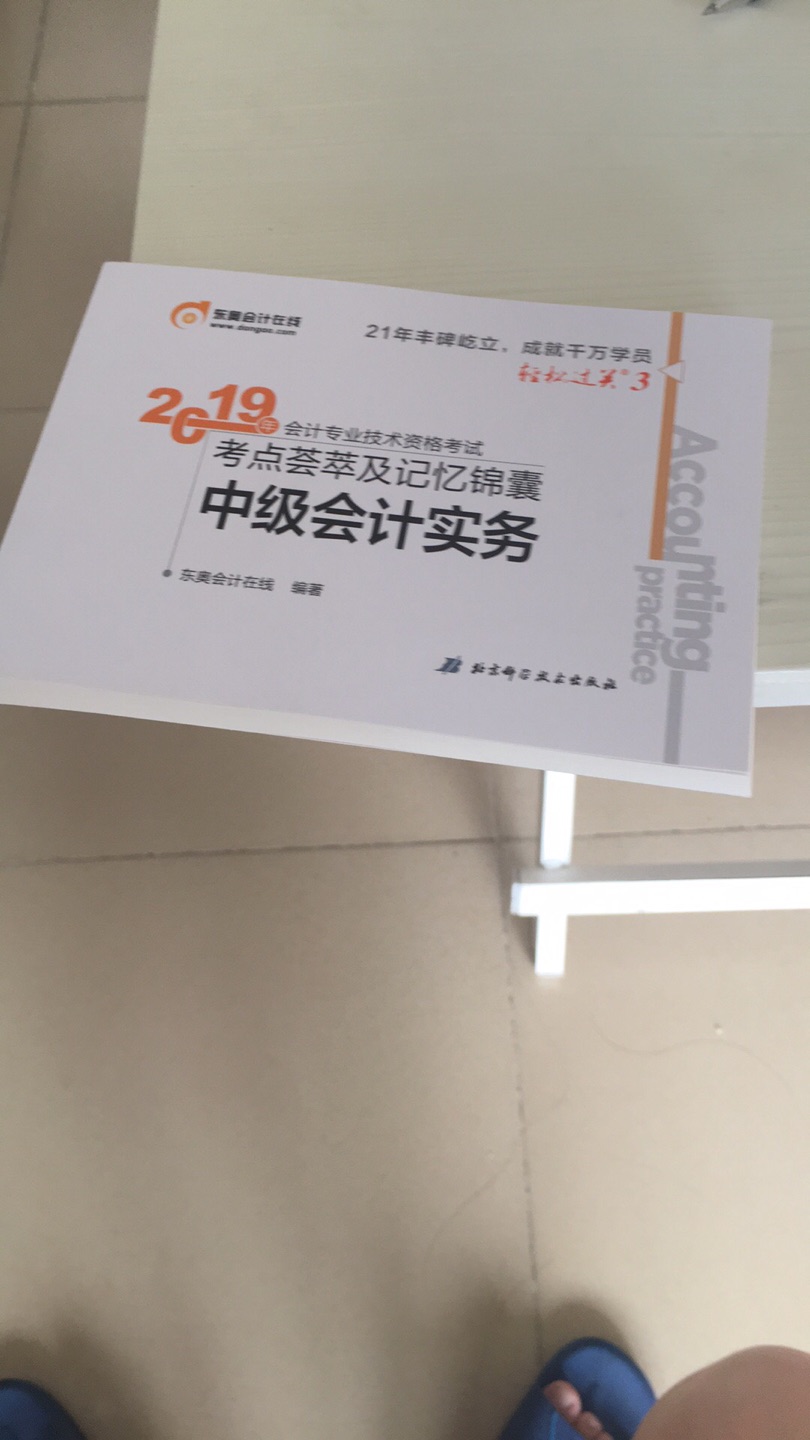 东奥会计在线
www.dongao.com
21年丰碑屹立，成就千万学员
轻松过关®3
2019年
会计专业技术资格考试
考点荟萃及记忆锦囊
中级会计实务
东奥会计在线 编著
北京科学技术出版社
Accounting
practice